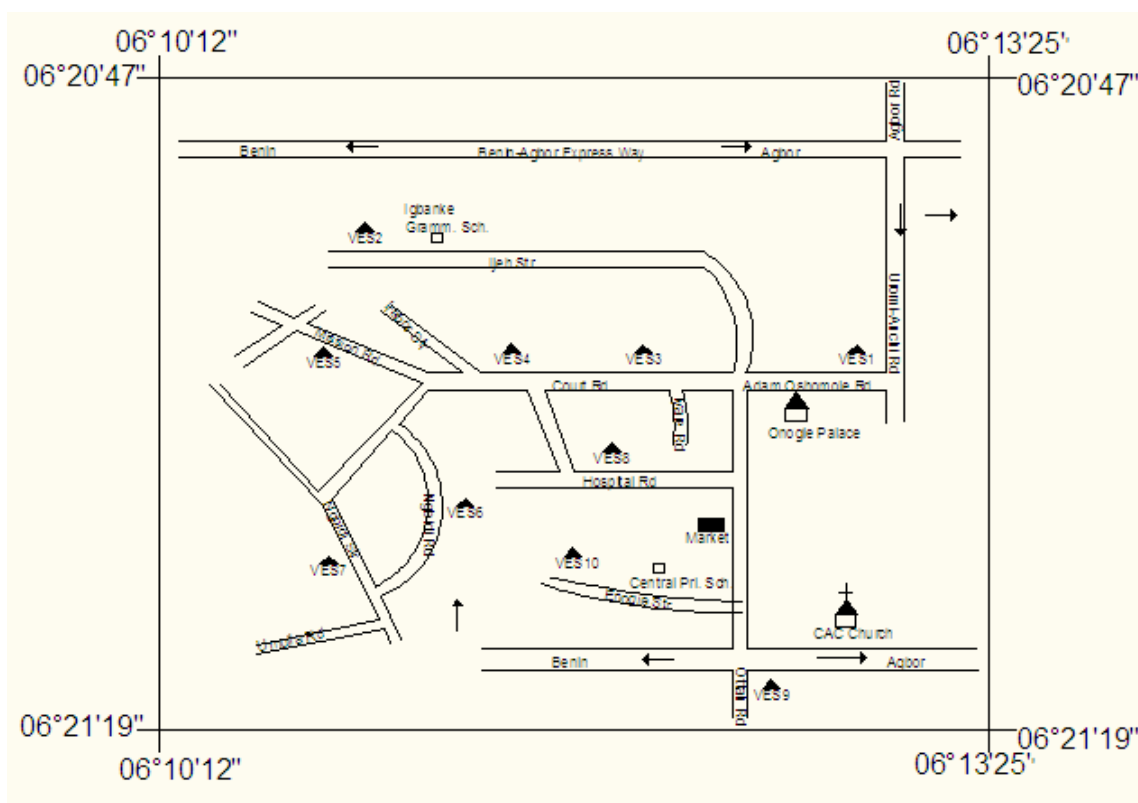 06°10'12"
06°13'25'
06°20'47"
06°20'47"
Agbor Rd
Benin
Benin-Agbor Express Way
Agbor
Igbanke
Gramm. Sch.
VES2
Ijeh Str
Mission Rd
VES5
VES4
VES3
VES1
Court Rd
Adam Oshomole Rd
Onogie Palace
VES8
Hospital Rd
VES6
Market
VES7
VES10
Central Pri. Sch.
CAC Church
Benin
Agbor
VES9
06°21'19"
06°21'19"
06°10'12"
06°13'25'